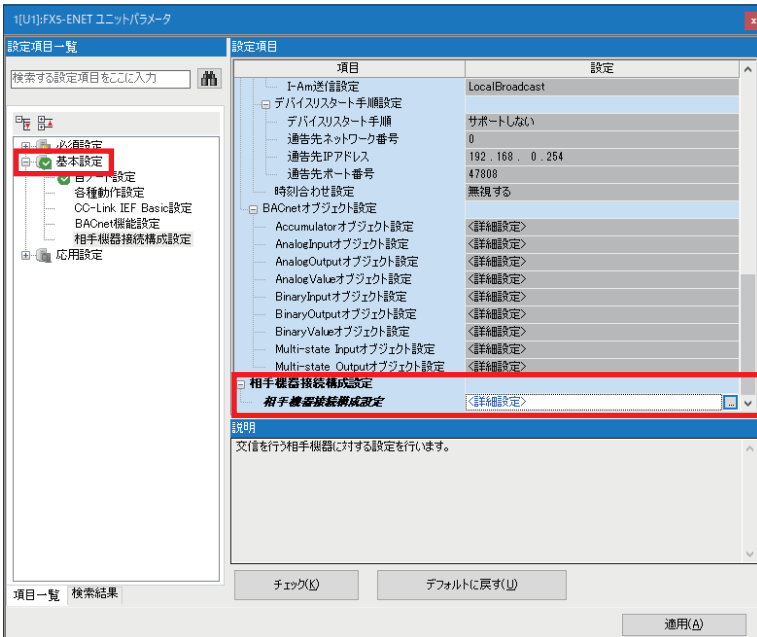 1[U1]:FX5-ENET ユニットパラメータ
設定項目一覧
検索する設定項目をここに入力
必須設定
基本設定
自ノード設定
各種動作設定
CC-Link IEF Basic設定
BACnet機能設定
相手機器接続構成設定
応用設定
項目一覧 検索結果
設定項目
項目 設定
I-Am送信設定 LocalBroadcast
デバイスリスタート手順設定
デバイスリスタート手順 サポートしない
通告先ネットワーク番号 0
通告先IPアドレス 192 . 168 . 0 . 254
通告先ポート番号 47808
時刻合わせ設定 無視する
BACnetオブジェクト設定
Accumulatorオブジェクト設定 <詳細設定>
AnalogInputオブジェクト設定 <詳細設定>
AnalogOutputオブジェクト設定 <詳細設定>
AnalogValueオブジェクト設定 <詳細設定>
BinaryInputオブジェクト設定 <詳細設定>
BinaryOutputオブジェクト設定 <詳細設定>
BinaryValueオブジェクト設定 <詳細設定>
Multi-state Inputオブジェクト設定 <詳細設定>
Multi-state Outputオブジェクト設定 <詳細設定>
相手機器接続構成設定
相手機器接続構成設定 <詳細設定> ...
説明
交信を行う相手機器に対する設定を行います。
チェック(K) デフォルトに戻す(U)
適用(A)